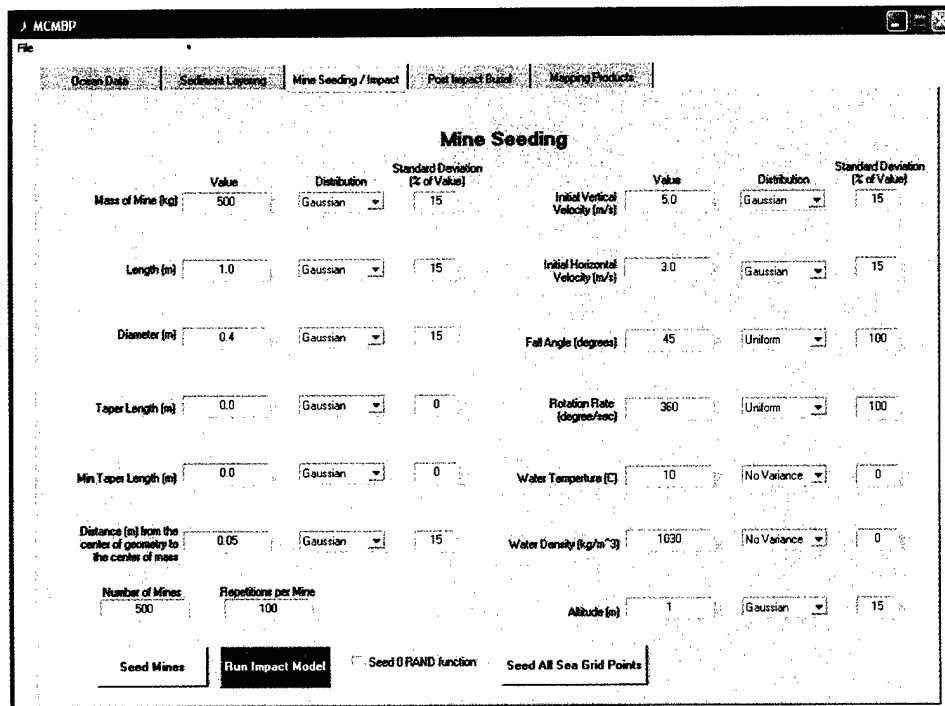 MCMBP
File
Ocean Data Sediment Layering Mine Seeding / Impact Post Impact Burial Mapping Products
Mine Seeding
Value Distribution Standard Deviation (% of Value) Value Distribution Standard Deviation (% of Value)
Mass of Mine (kg) 500 Gaussian 15 Initial Vertical Velocity (m/s) 5.0 Gaussian 15
Length (m) 1.0 Gaussian 15 Initial Horizontal Velocity (m/s) 3.0 Gaussian 15
Diameter (m) 0.4 Gaussian 15 Fall Angle (degrees) 45 Uniform 100
Taper Length (m) 0.0 Gaussian 0 Rotation Rate (degree/sec) 360 Uniform 100
Min Taper Length (m) 0.0 Gaussian 0 Water Temperture (C) 10 No Variance 0
Distance (m) from the center of geometry to the center of mass 0.05 Gaussian 15 Water Density (kg/m^3) 1030 No Variance 0
Number of Mines Repetitions per Mine
500 100 Altitude (m) 1 Gaussian 15
Seed Mines Run Impact Model Seed 0 RAND function Seed All Sea Grid Points